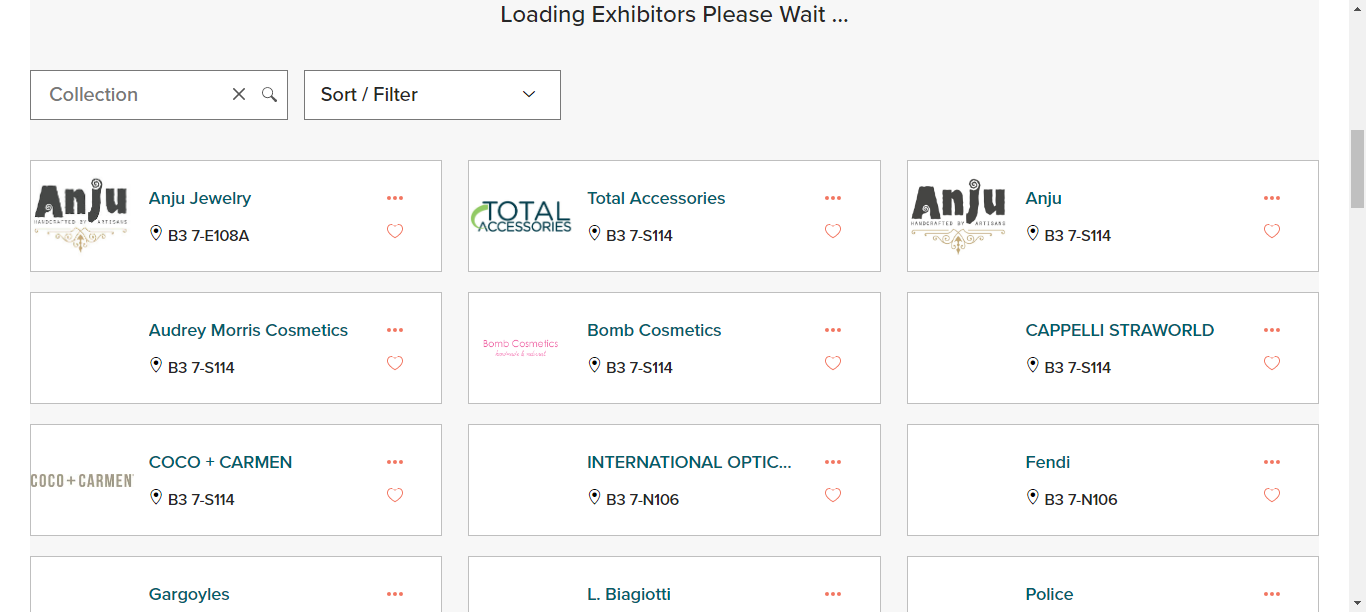 Loading Exhibitors Please Wait ...
Collection
Sort / Filter
Anju
HANDCRAFTED BY ARTISANS
Anju Jewelry
B3 7-E108A
TOTAL
ACCESSORIES
Total Accessories
B3 7-S114
Anju
HANDCRAFTED BY ARTISANS
Anju
B3 7-S114
Audrey Morris Cosmetics
B3 7-S114
Bomb Cosmetics
Bomb Cosmetics
B3 7-S114
CAPPELLI STRAWORLD
B3 7-S114
COCO + CARMEN
COCO + CARMEN
B3 7-S114
INTERNATIONAL OPTIC...
B3 7-N106
Fendi
B3 7-N106
Gargoyles
L. Biagiotti
Police